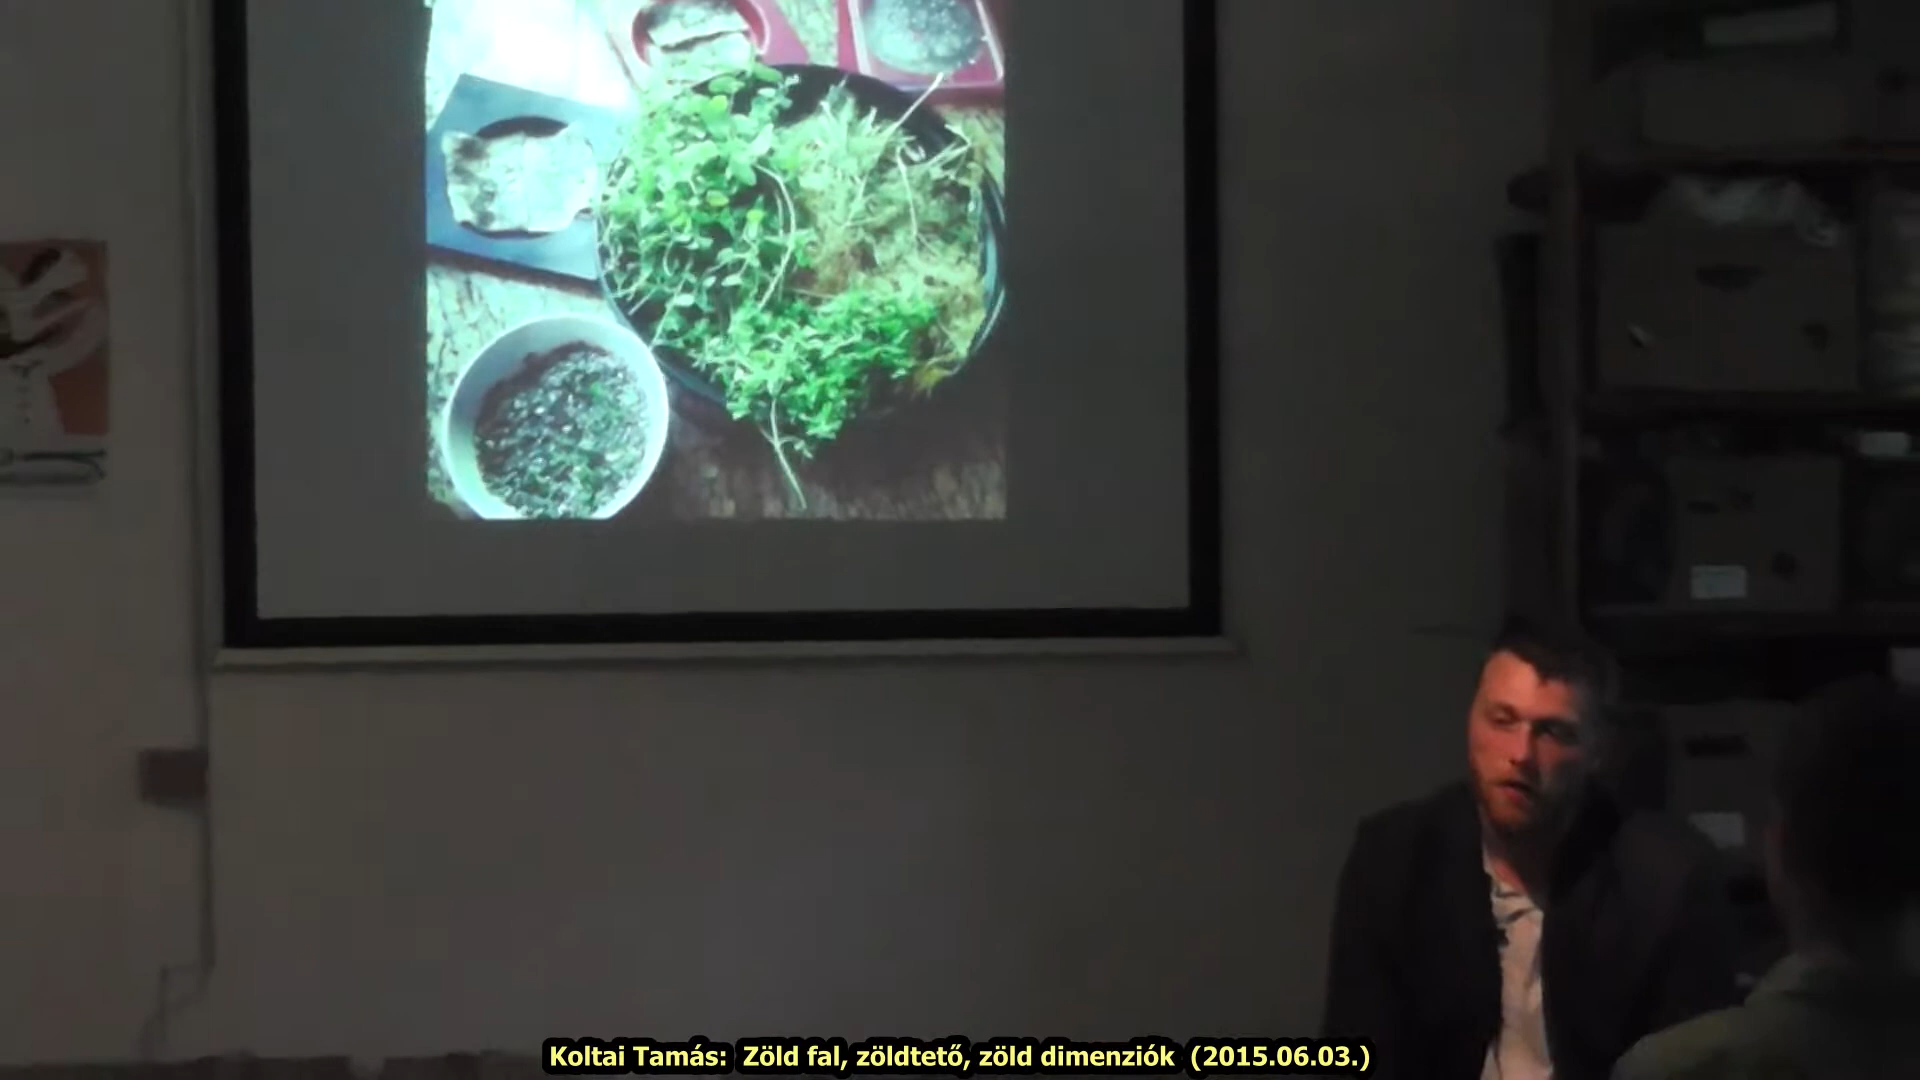 Koltai Tamás: Zöld fal, zöldtető, zöld dimenziók (2015.06.03.)